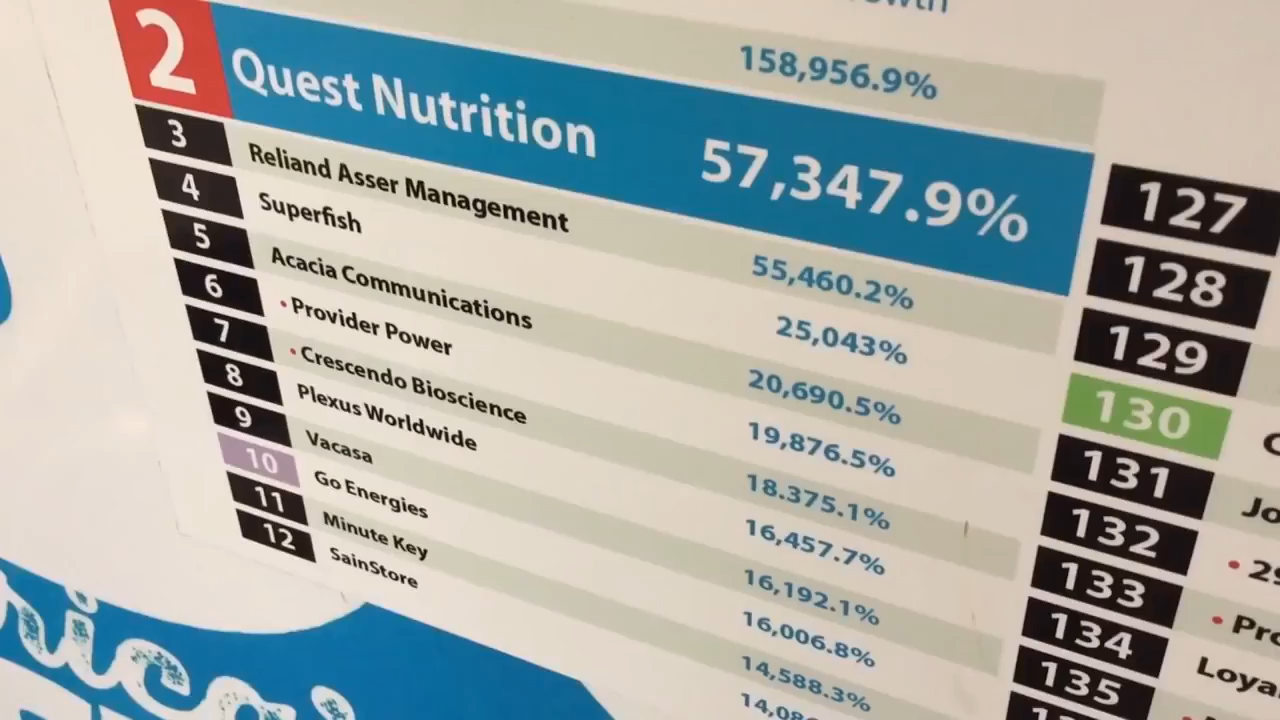 158,956.9%
2 Quest Nutrition 57,347.9%
3 Reliand Asser Management 55,460.2%
4 Superfish 25,043%
5 Acacia Communications 20,690.5%
6 • Provider Power 19,876.5%
7 • Crescendo Bioscience 18.375.1%
8 Plexus Worldwide 16,457.7%
9 Vacasa 16,192.1%
10 Go Energies 16,006.8%
11 Minute Key 14,588.3%
12 SainStore
127
128
129
130
131
132
133
134
135